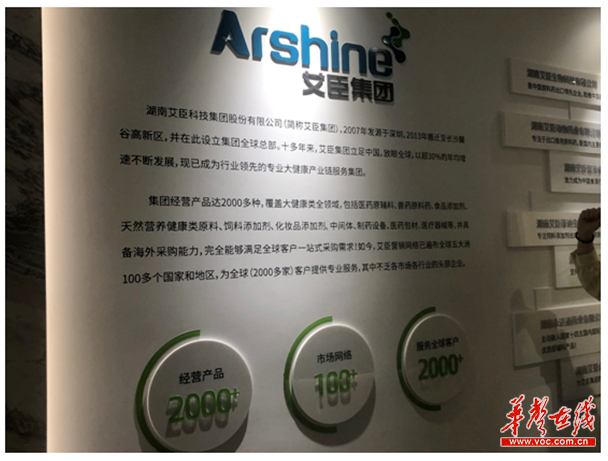 Arshine
艾臣集团
湖南艾臣科技集团股份有限公司(简称艾臣集团),2007年发源于深圳,2013年搬迁至长沙麓
谷高新区,并在此设立集团全球总部。十多年来,艾臣集团立足中国,放眼全球,以超30%的年均增
速不断发展,现已成为行业领先的专业大健康产业链服务集团。
集团经营产品达2000多种,覆盖大健康类全领域,包括医药原辅料、兽药原料药、食品添加剂、
天然营养健康类原料、饲料添加剂、化妆品添加剂、中间体、制药设备、医药包材、医疗器械等,并具
备海外采购能力,完全能够满足全球客户一站式采购需求!如今,艾臣营销网络已遍布全球五大洲
100多个国家和地区,为全球(2000多家)客户提供专业服务,其中不乏各市场各行业的头部企业。
经营产品
2000+
市场网络
100+
服务全球客户
2000+
华声在线
www.voc.com.cn